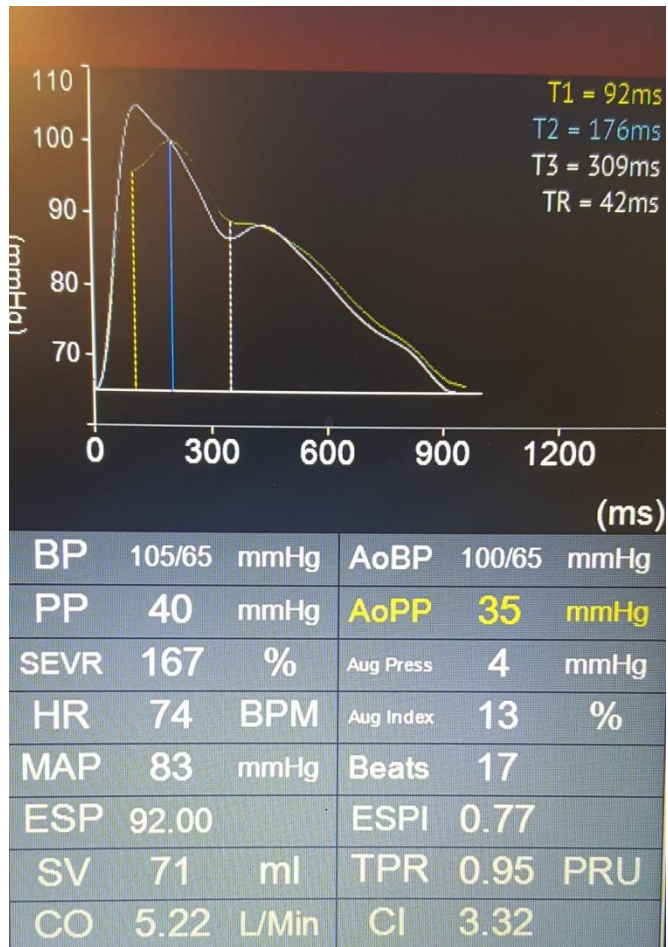 110
T1 = 92ms
T2 = 176ms
100
T3 = 309ms
TR = 42ms
90
(mmHg)
80
70
0 300 600 900 1200
(ms)
BP 105/65 mmHg AoBP 100/65 mmHg
PP 40 mmHg AoPP 35 mmHg
SEVR 167 % Aug Press 4 mmHg
HR 74 BPM Aug Index 13 %
MAP 83 mmHg Beats 17
ESP 92.00 ESPI 0.77
SV 71 ml TPR 0.95 PRU
CO 5.22 L/Min CI 3.32